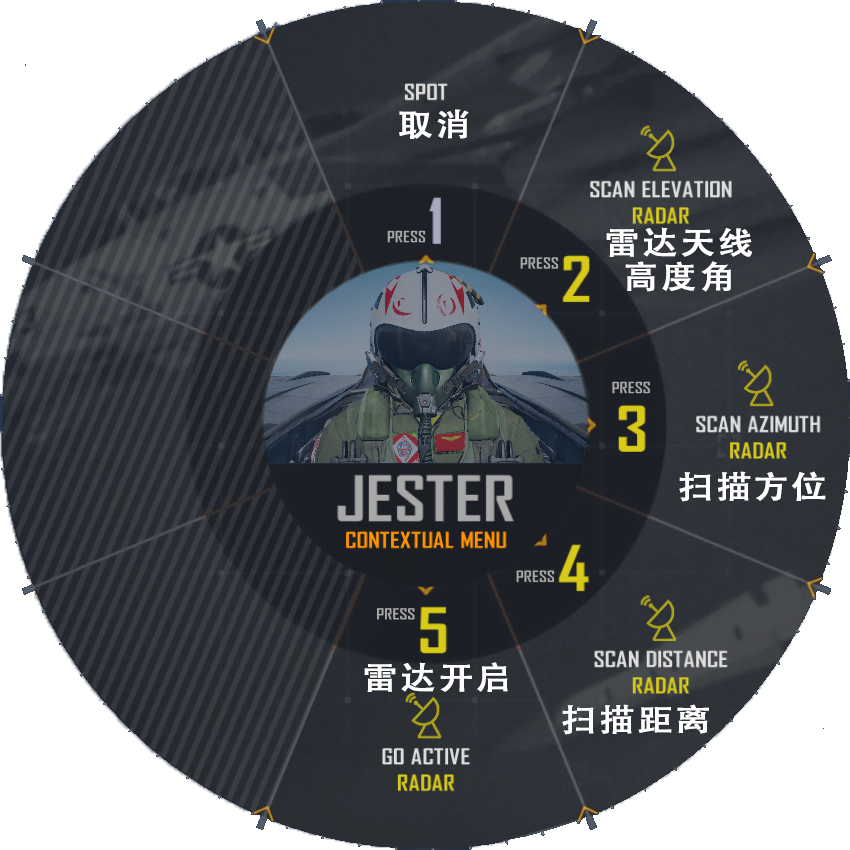 SPOT
取消
PRESS 1
SCAN ELEVATION
RADAR
雷达天线
高度角
PRESS 2
PRESS
3
SCAN AZIMUTH
RADAR
扫描方位
JESTER
CONTEXTUAL MENU
PRESS 4
SCAN DISTANCE
RADAR
扫描距离
PRESS 5
雷达开启
GO ACTIVE
RADAR